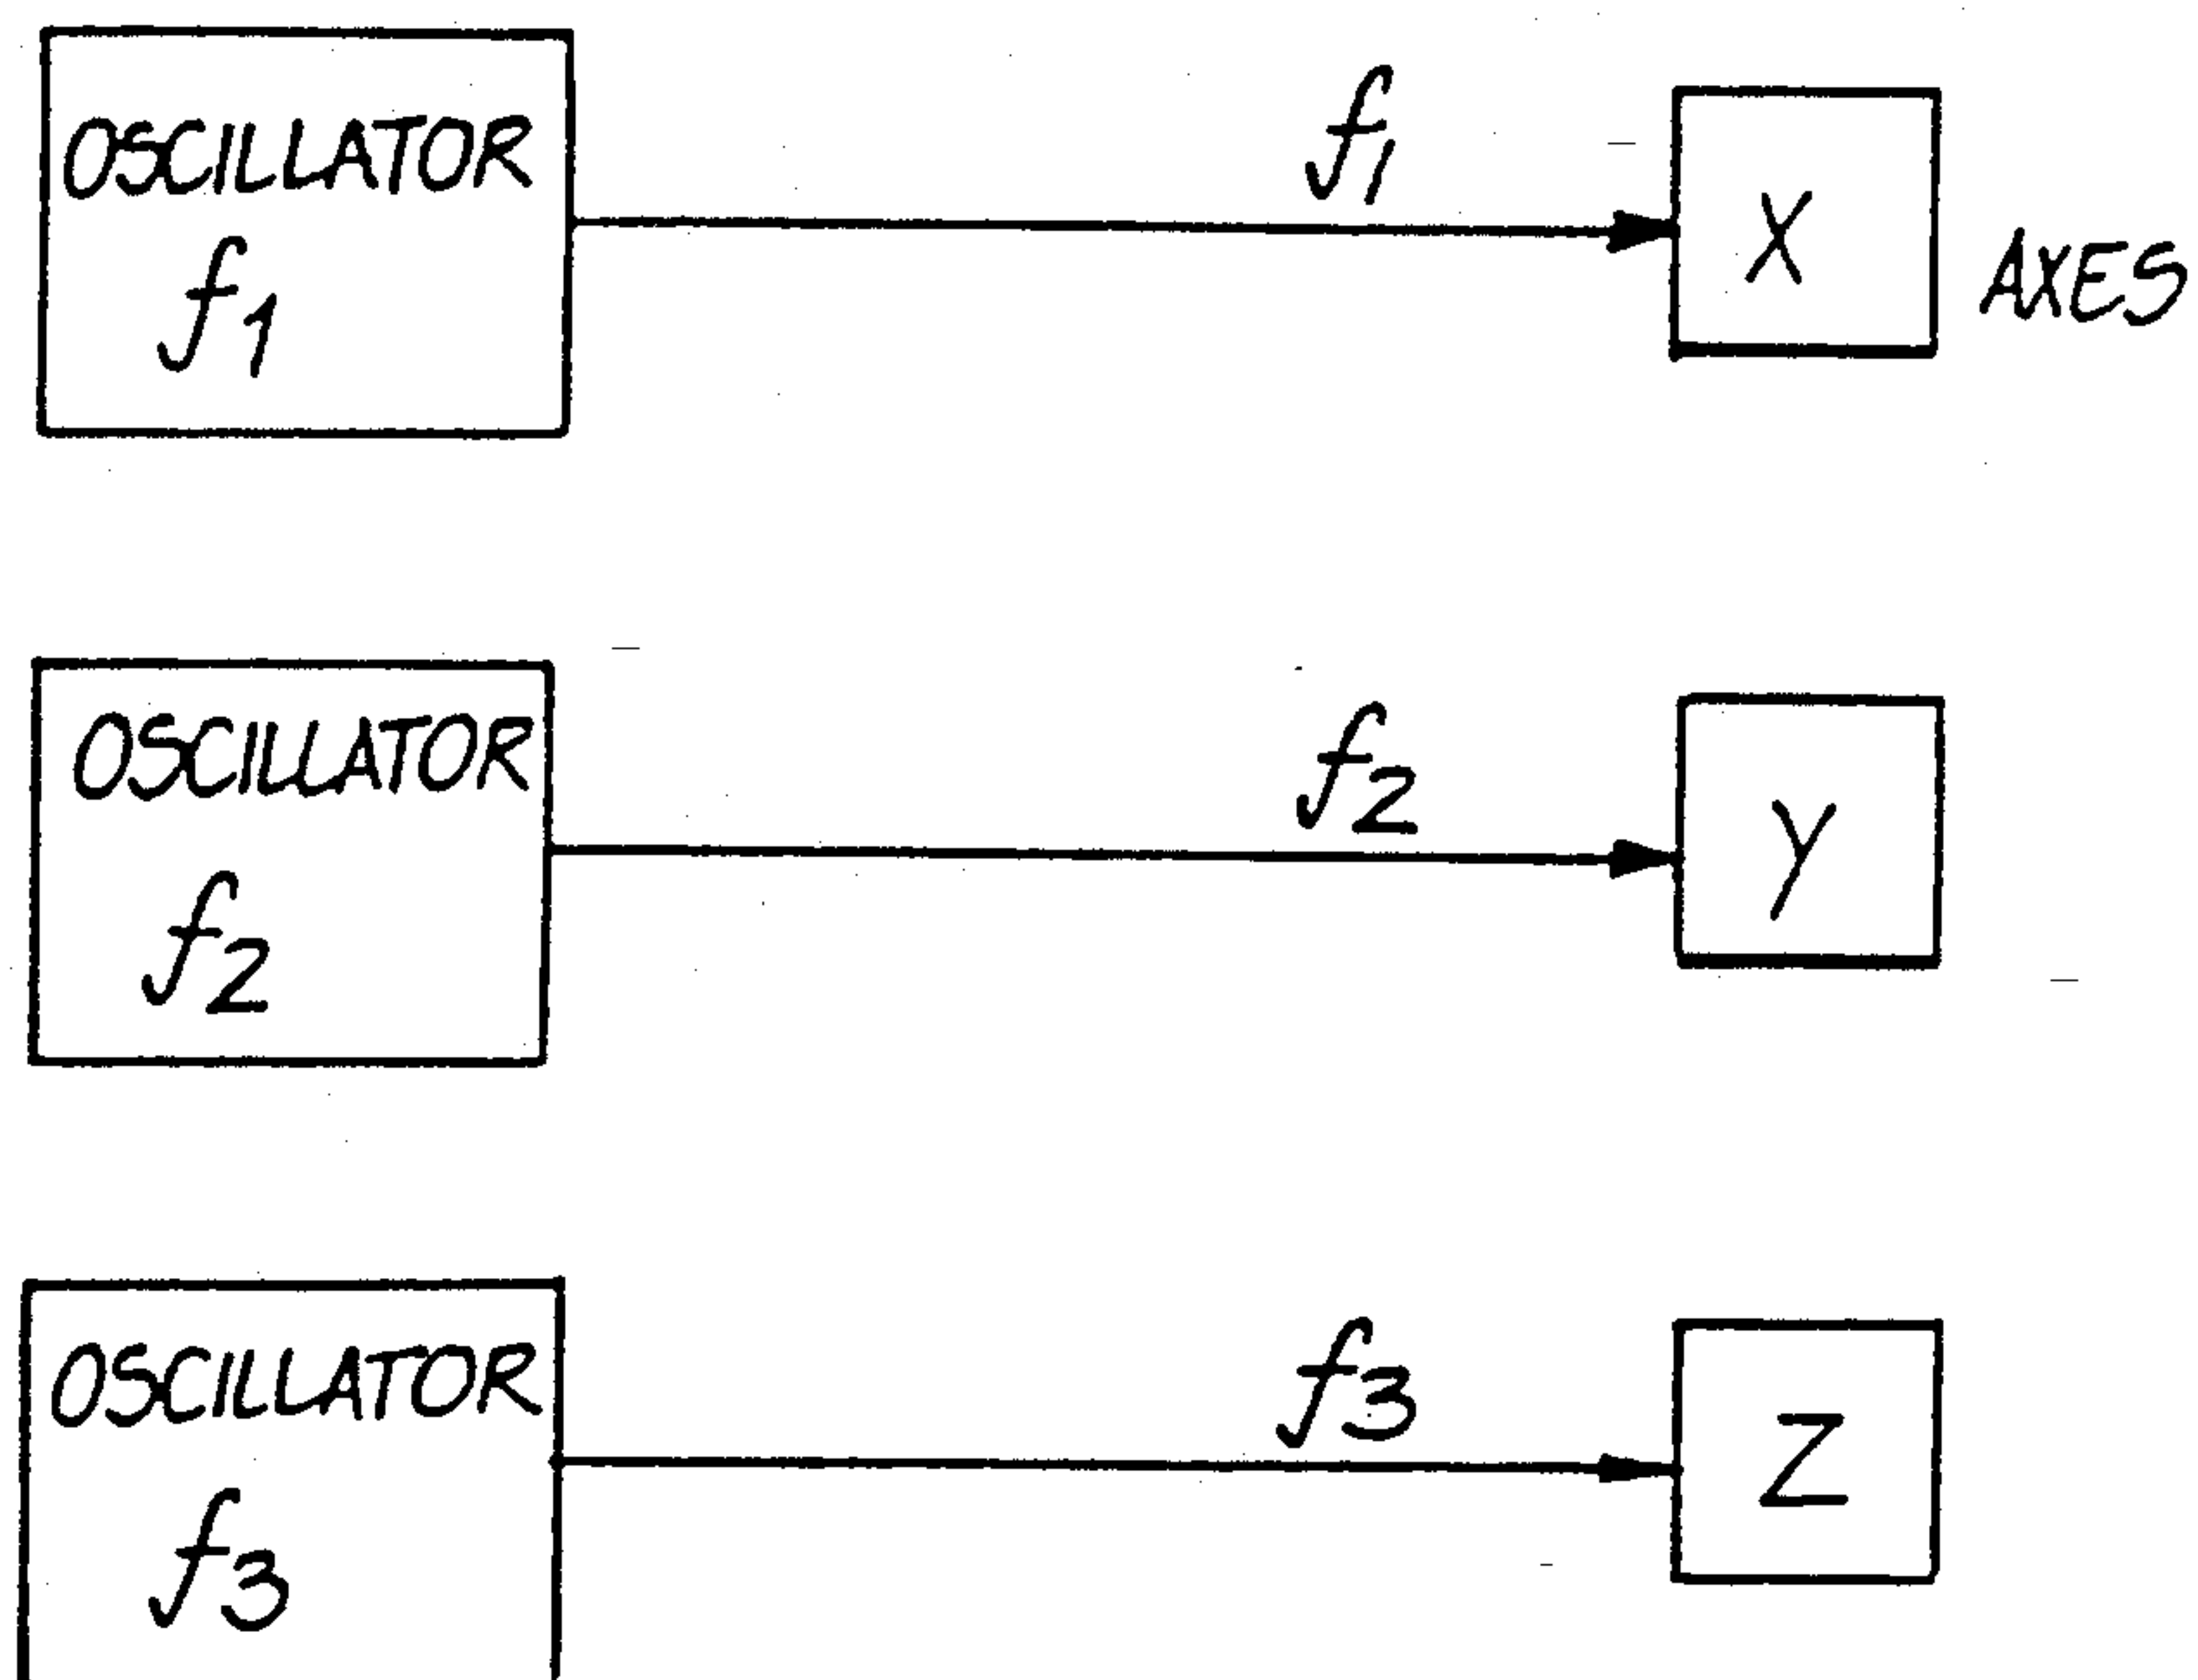 OSCILLATOR
f1
f1
X
AXES
OSCILLATOR
f2
f2
Y
OSCILLATOR
f3
f3
Z